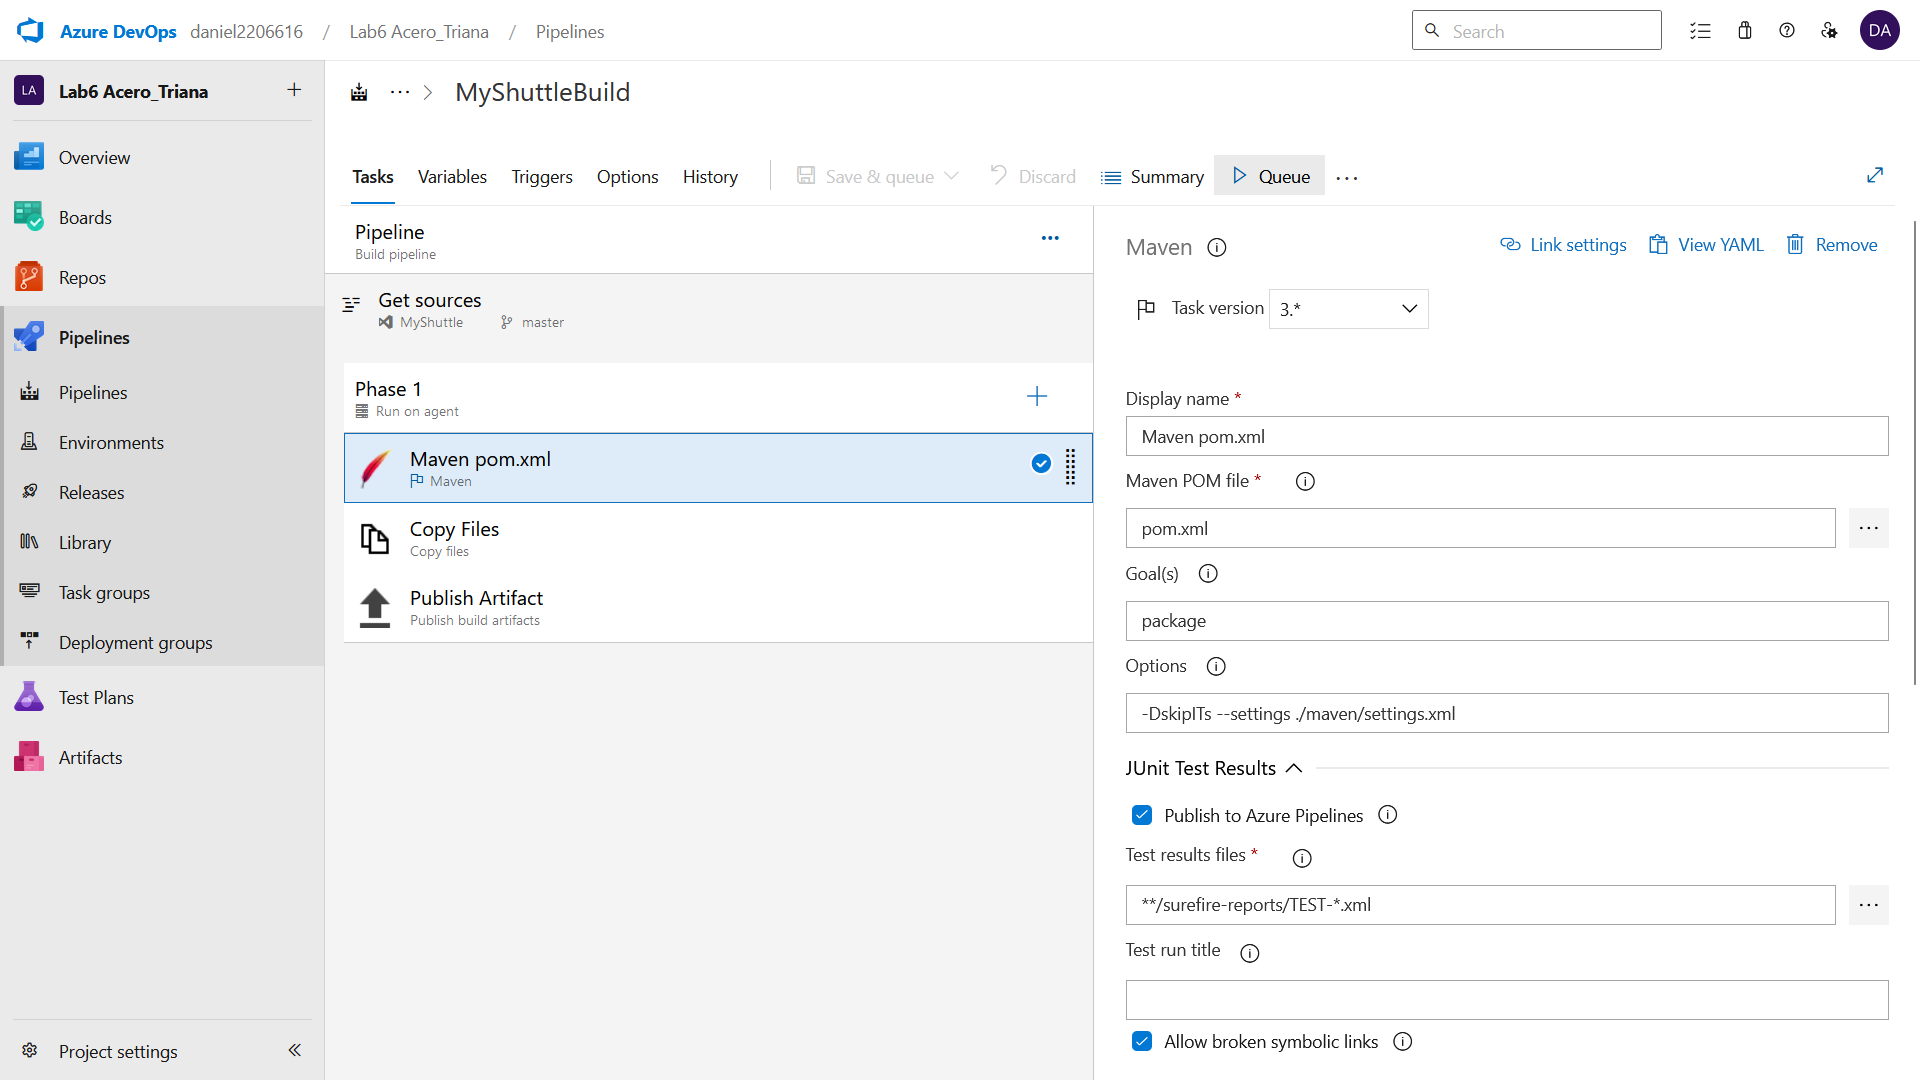 Azure DevOps daniel2206616 / Lab6 Acero_Triana / Pipelines
Search
DA
LA Lab6 Acero_Triana
Overview
Boards
Repos
Pipelines
Pipelines
Environments
Releases
Library
Task groups
Deployment groups
Test Plans
Artifacts
Project settings
MyShuttleBuild
Tasks Variables Triggers Options History Save & queue Discard Summary Queue
Pipeline
Build pipeline
Get sources
MyShuttle master
Phase 1
Run on agent
Maven pom.xml
Maven
Copy Files
Copy files
Publish Artifact
Publish build artifacts
Maven Link settings View YAML Remove
Task version 3.*
Display name *
Maven pom.xml
Maven POM file *
pom.xml
Goal(s)
package
Options
-DskipITs --settings ./maven/settings.xml
JUnit Test Results
Publish to Azure Pipelines
Test results files *
**/surefire-reports/TEST-*.xml
Test run title
Allow broken symbolic links